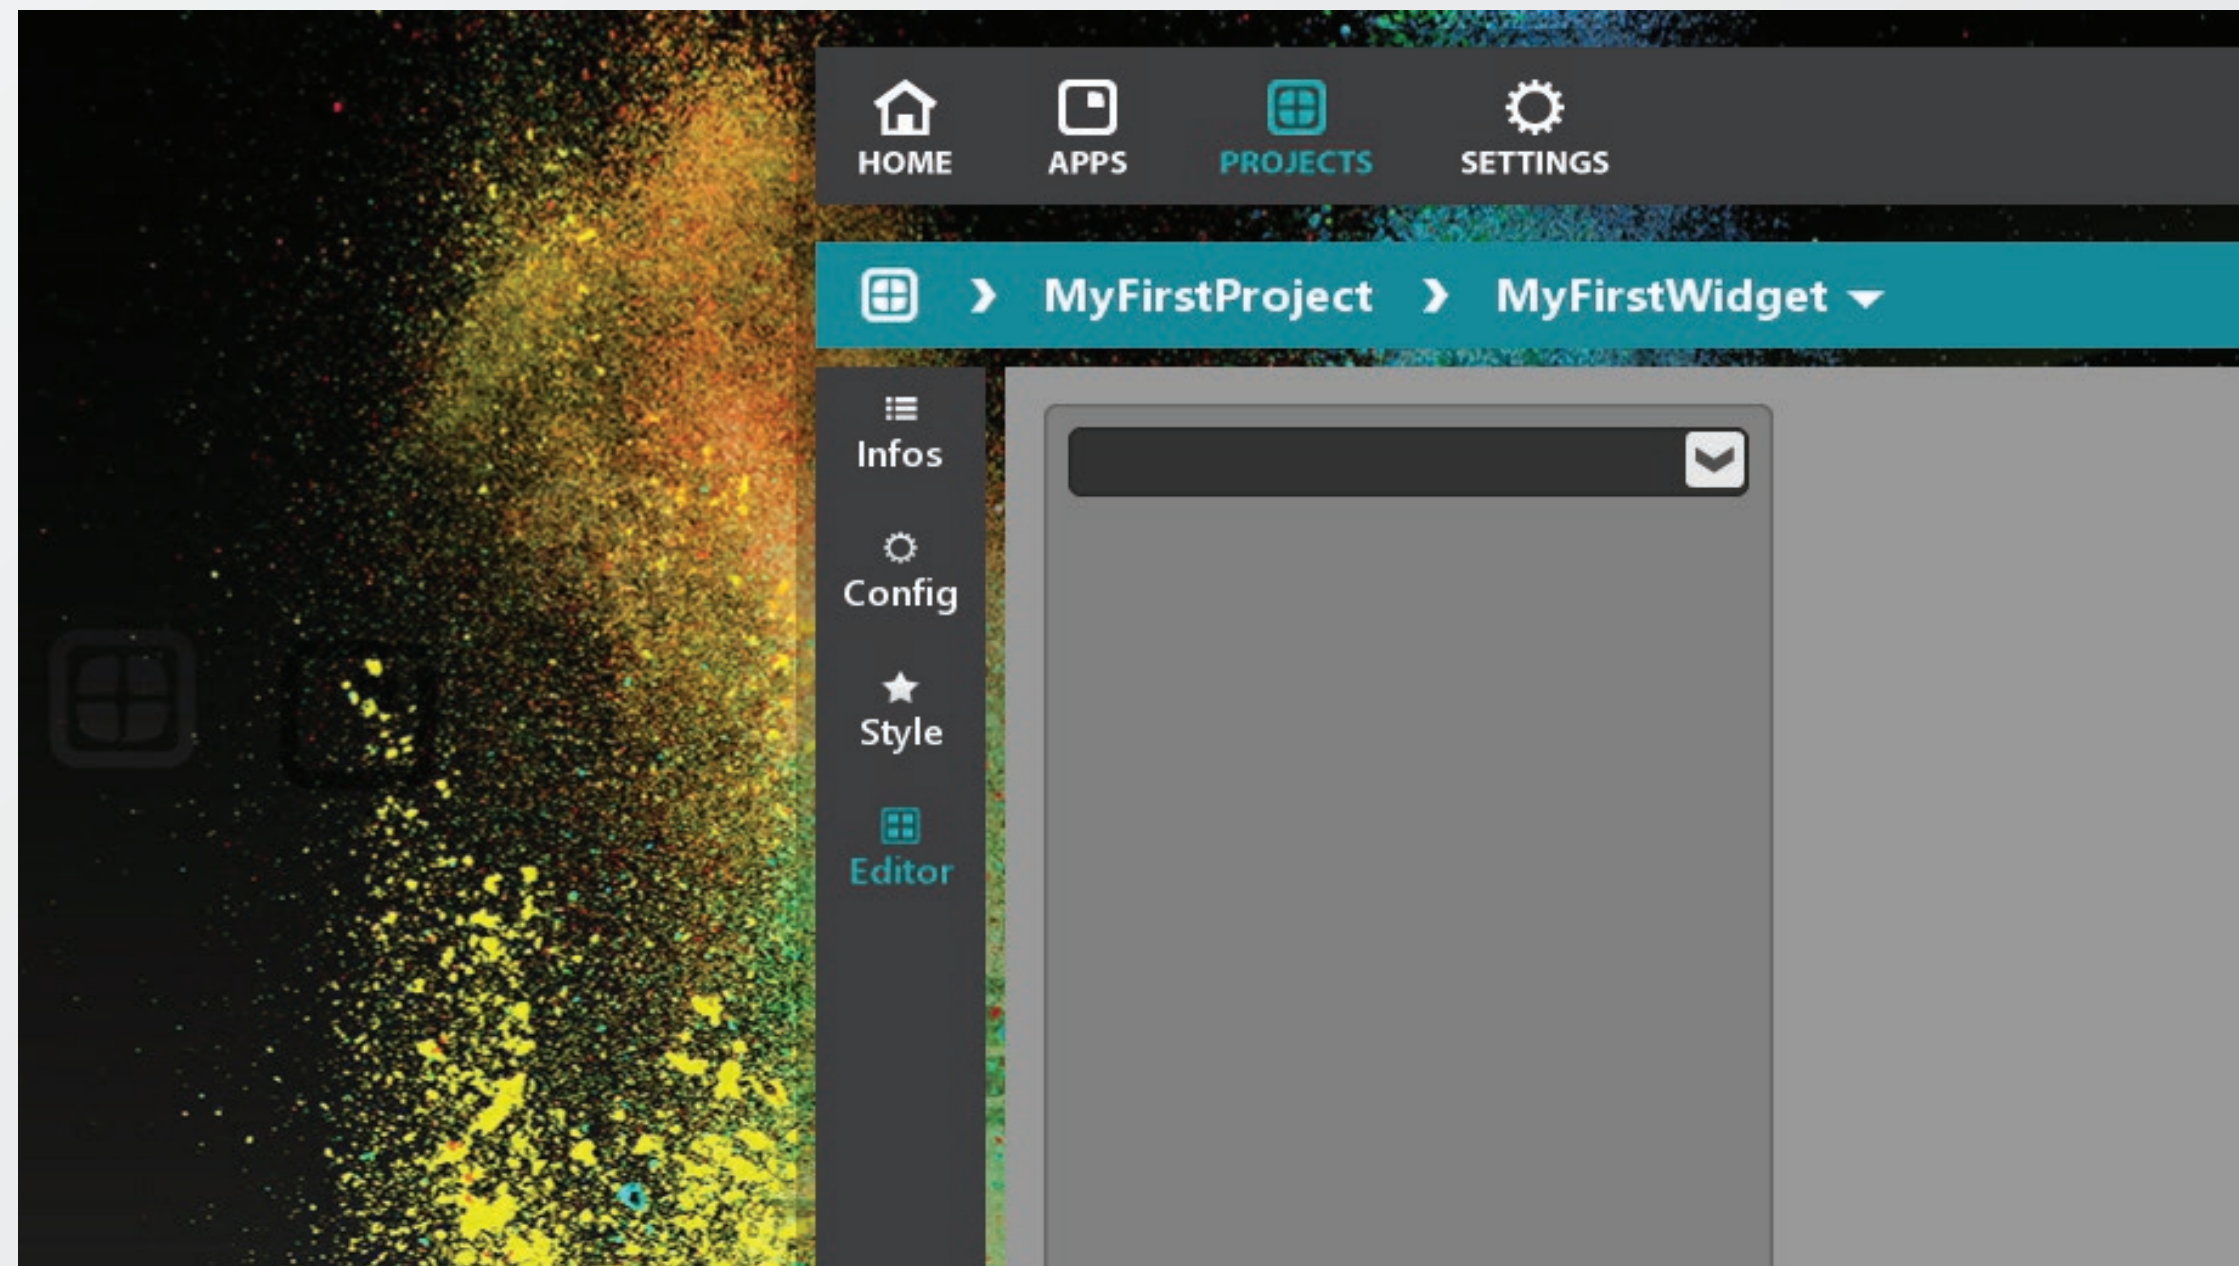 HOME APPS PROJECTS SETTINGS
MyFirstProject MyFirstWidget
Infos
Config
Style
Editor